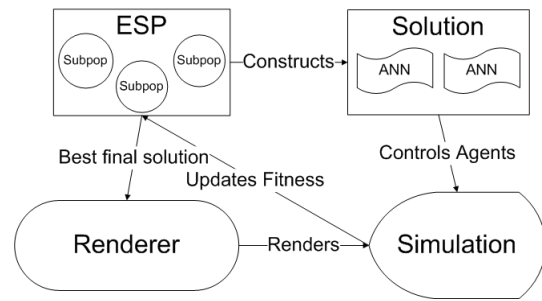 ESP
Subpop
Subpop
Subpop
Constructs
Solution
ANN
ANN
Best final solution
Updates Fitness
Controls Agents
Renderer
Renders
Simulation